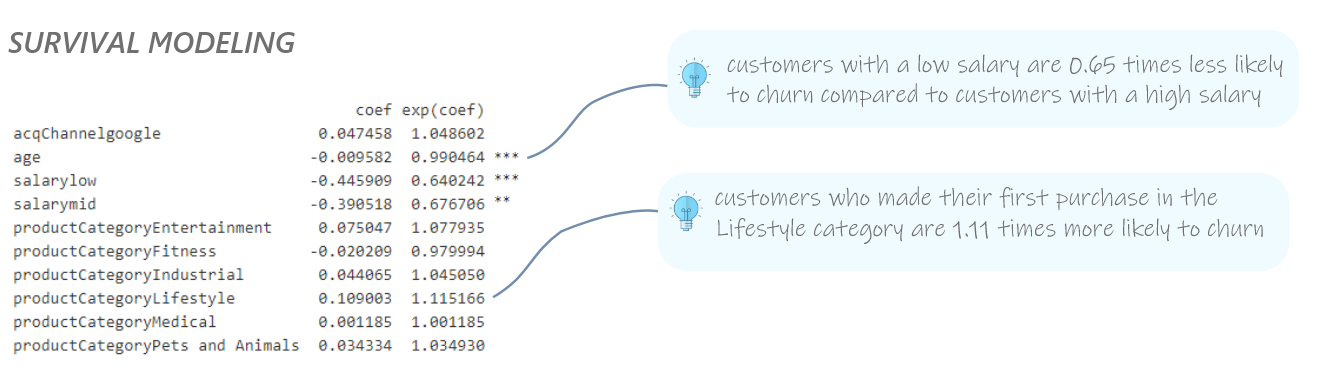 SURVIVAL MODELING
customers with a low salary are 0.65 times less likely
to churn compared to customers with a high salary
coef exp(coef)
acqChannelgoogle 0.047458 1.048602
age -0.009582 0.990464 ***
salarylow -0.445909 0.640242 ***
salarymid -0.390518 0.676706 **
productCategoryEntertainment 0.075047 1.077935
productCategoryFitness -0.020209 0.979994
productCategoryIndustrial 0.044065 1.045050
productCategoryLifestyle 0.109003 1.115166
productCategoryMedical 0.001185 1.001185
productCategoryPets and Animals 0.034334 1.034930
customers who made their first purchase in the
Lifestyle category are 1.11 times more likely to churn